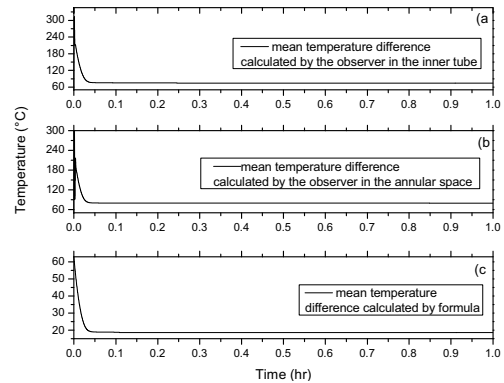 (a
300
240
180
120
60
mean temperature difference
calculated by the observer in the inner tube
0.0 0.1 0.2 0.3 0.4 0.5 0.6 0.7 0.8 0.9 1.0
(b
300
240
180
120
60
mean temperature difference
calculated by the observer in the annular space
0.0 0.1 0.2 0.3 0.4 0.5 0.6 0.7 0.8 0.9 1.0
(c
60
50
40
30
20
mean temperature
difference calculated by formula
0.0 0.1 0.2 0.3 0.4 0.5 0.6 0.7 0.8 0.9 1.0
Temperature (°C)
Time (hr)